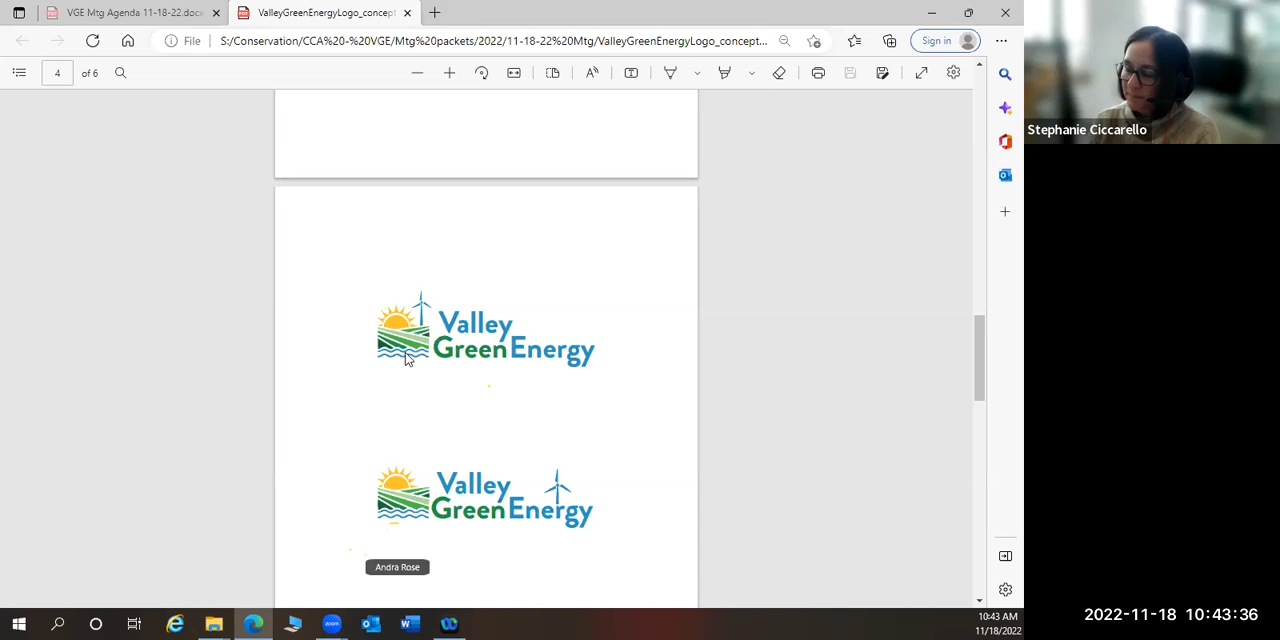 VGE Mtg Agenda 11-18-22.docx
ValleyGreenEnergyLogo_concept
File
S:/Conservation/CCA%20-%20VGE/Mtg%20packets/2022/11-18-22%20Mtg/ValleyGreenEnergyLogo_concept...
Sign in
4 of 6
Stephanie Ciccarello
Valley
Green Energy
Valley
Green Energy
Andra Rose
zoom
10:43 AM
11/18/2022
2022-11-18 10:43:36